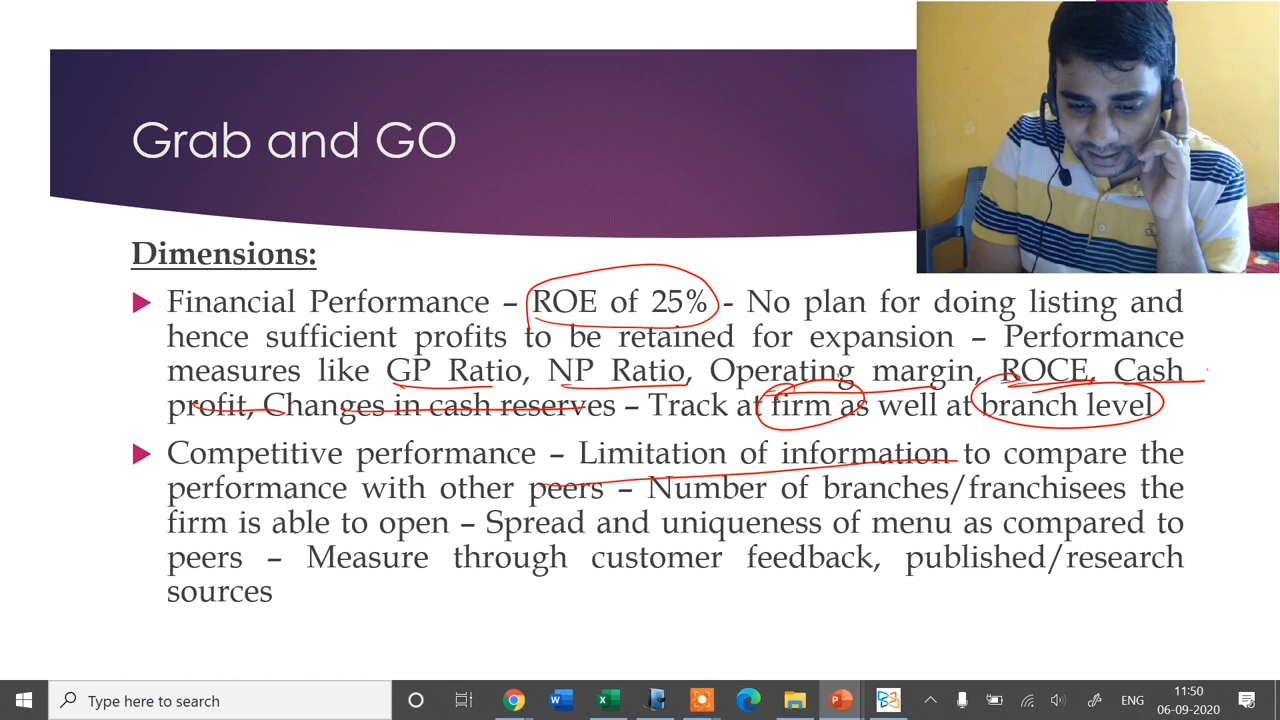 Grab and GO
Dimensions:
Financial Performance – ROE of 25% - No plan for doing listing and
hence sufficient profits to be retained for expansion – Performance
measures like GP Ratio, NP Ratio, Operating margin, ROCE, Cash
profit, Changes in cash reserves – Track at firm as well at branch level
Competitive performance – Limitation of information to compare the
performance with other peers – Number of branches/franchisees the
firm is able to open – Spread and uniqueness of menu as compared to
peers – Measure through customer feedback, published/research
sources
Type here to search
ENG
11:50
06-09-2020